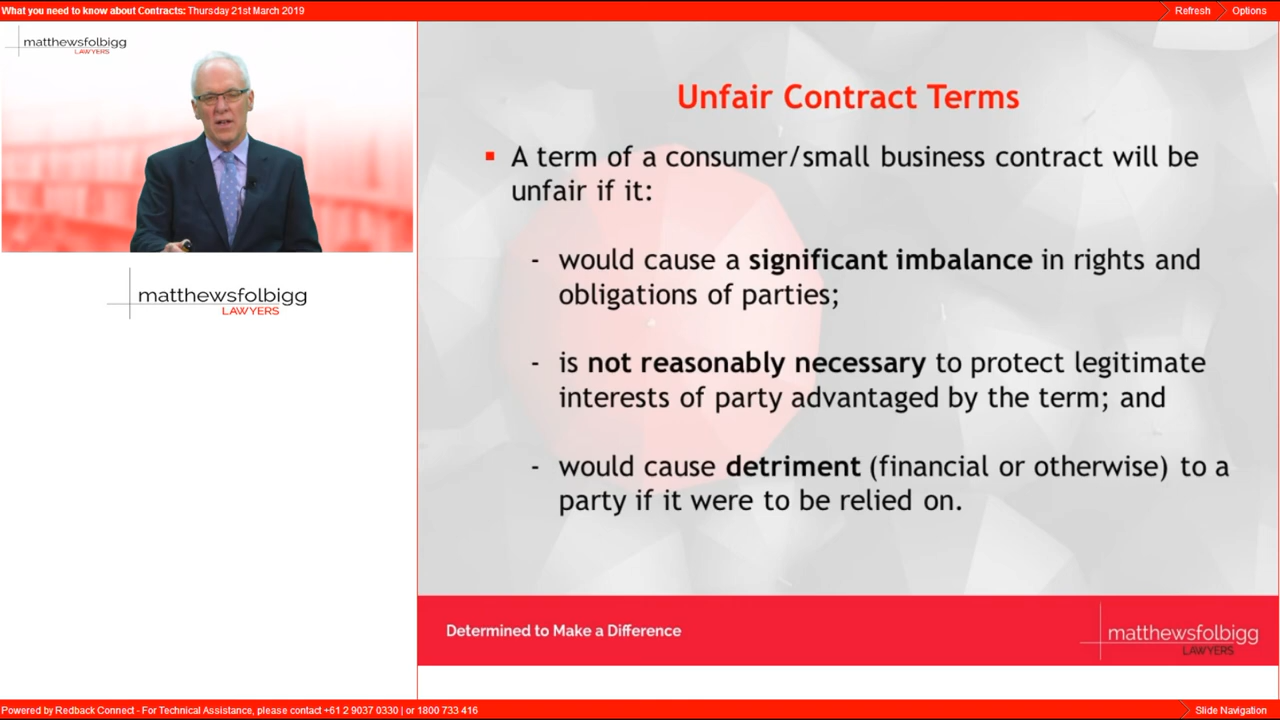 What you need to know about Contracts: Thursday 21st March 2019
Refresh
Options
matthewsfolbigg
LAWYERS
matthewsfolbigg
LAWYERS
Unfair Contract Terms
▪ A term of a consumer/small business contract will be
unfair if it:
- would cause a significant imbalance in rights and
obligations of parties;
- is not reasonably necessary to protect legitimate
interests of party advantaged by the term; and
- would cause detriment (financial or otherwise) to a
party if it were to be relied on.
Determined to Make a Difference
matthewsfolbigg
LAWYERS
Powered by Redback Connect - For Technical Assistance, please contact +61 2 9037 0330 | or 1800 733 416
Slide Navigation